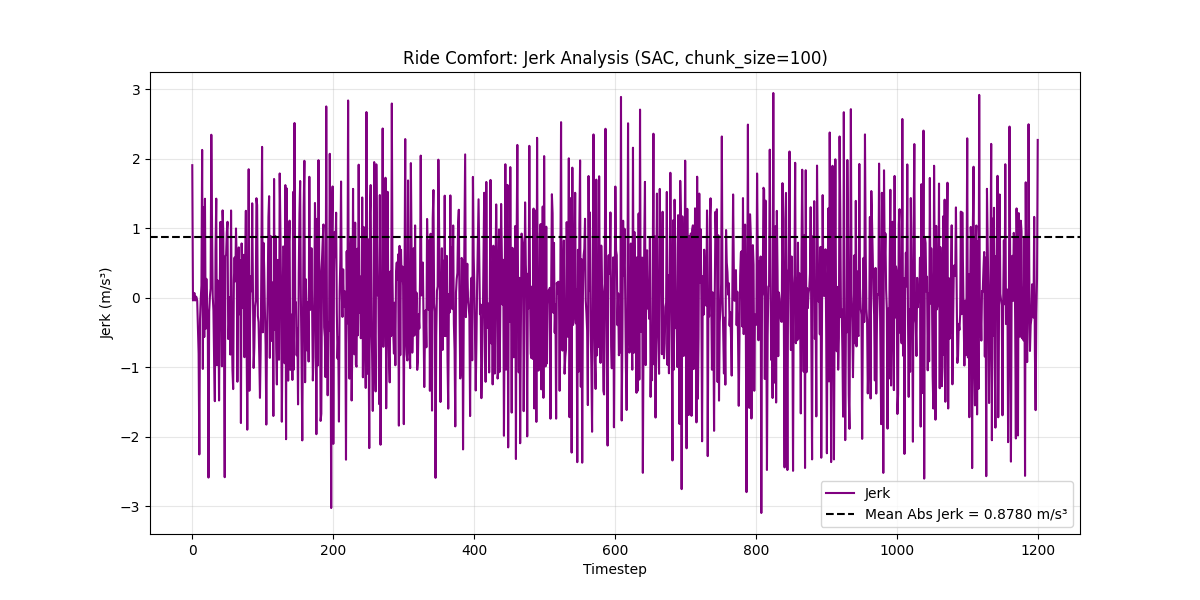 Ride Comfort: Jerk Analysis (SAC, chunk_size=100)
3
2
1
0
−1
−2
−3
Jerk (m/s³)
Jerk
Mean Abs Jerk = 0.8780 m/s³
0 200 400 600 800 1000 1200
Timestep